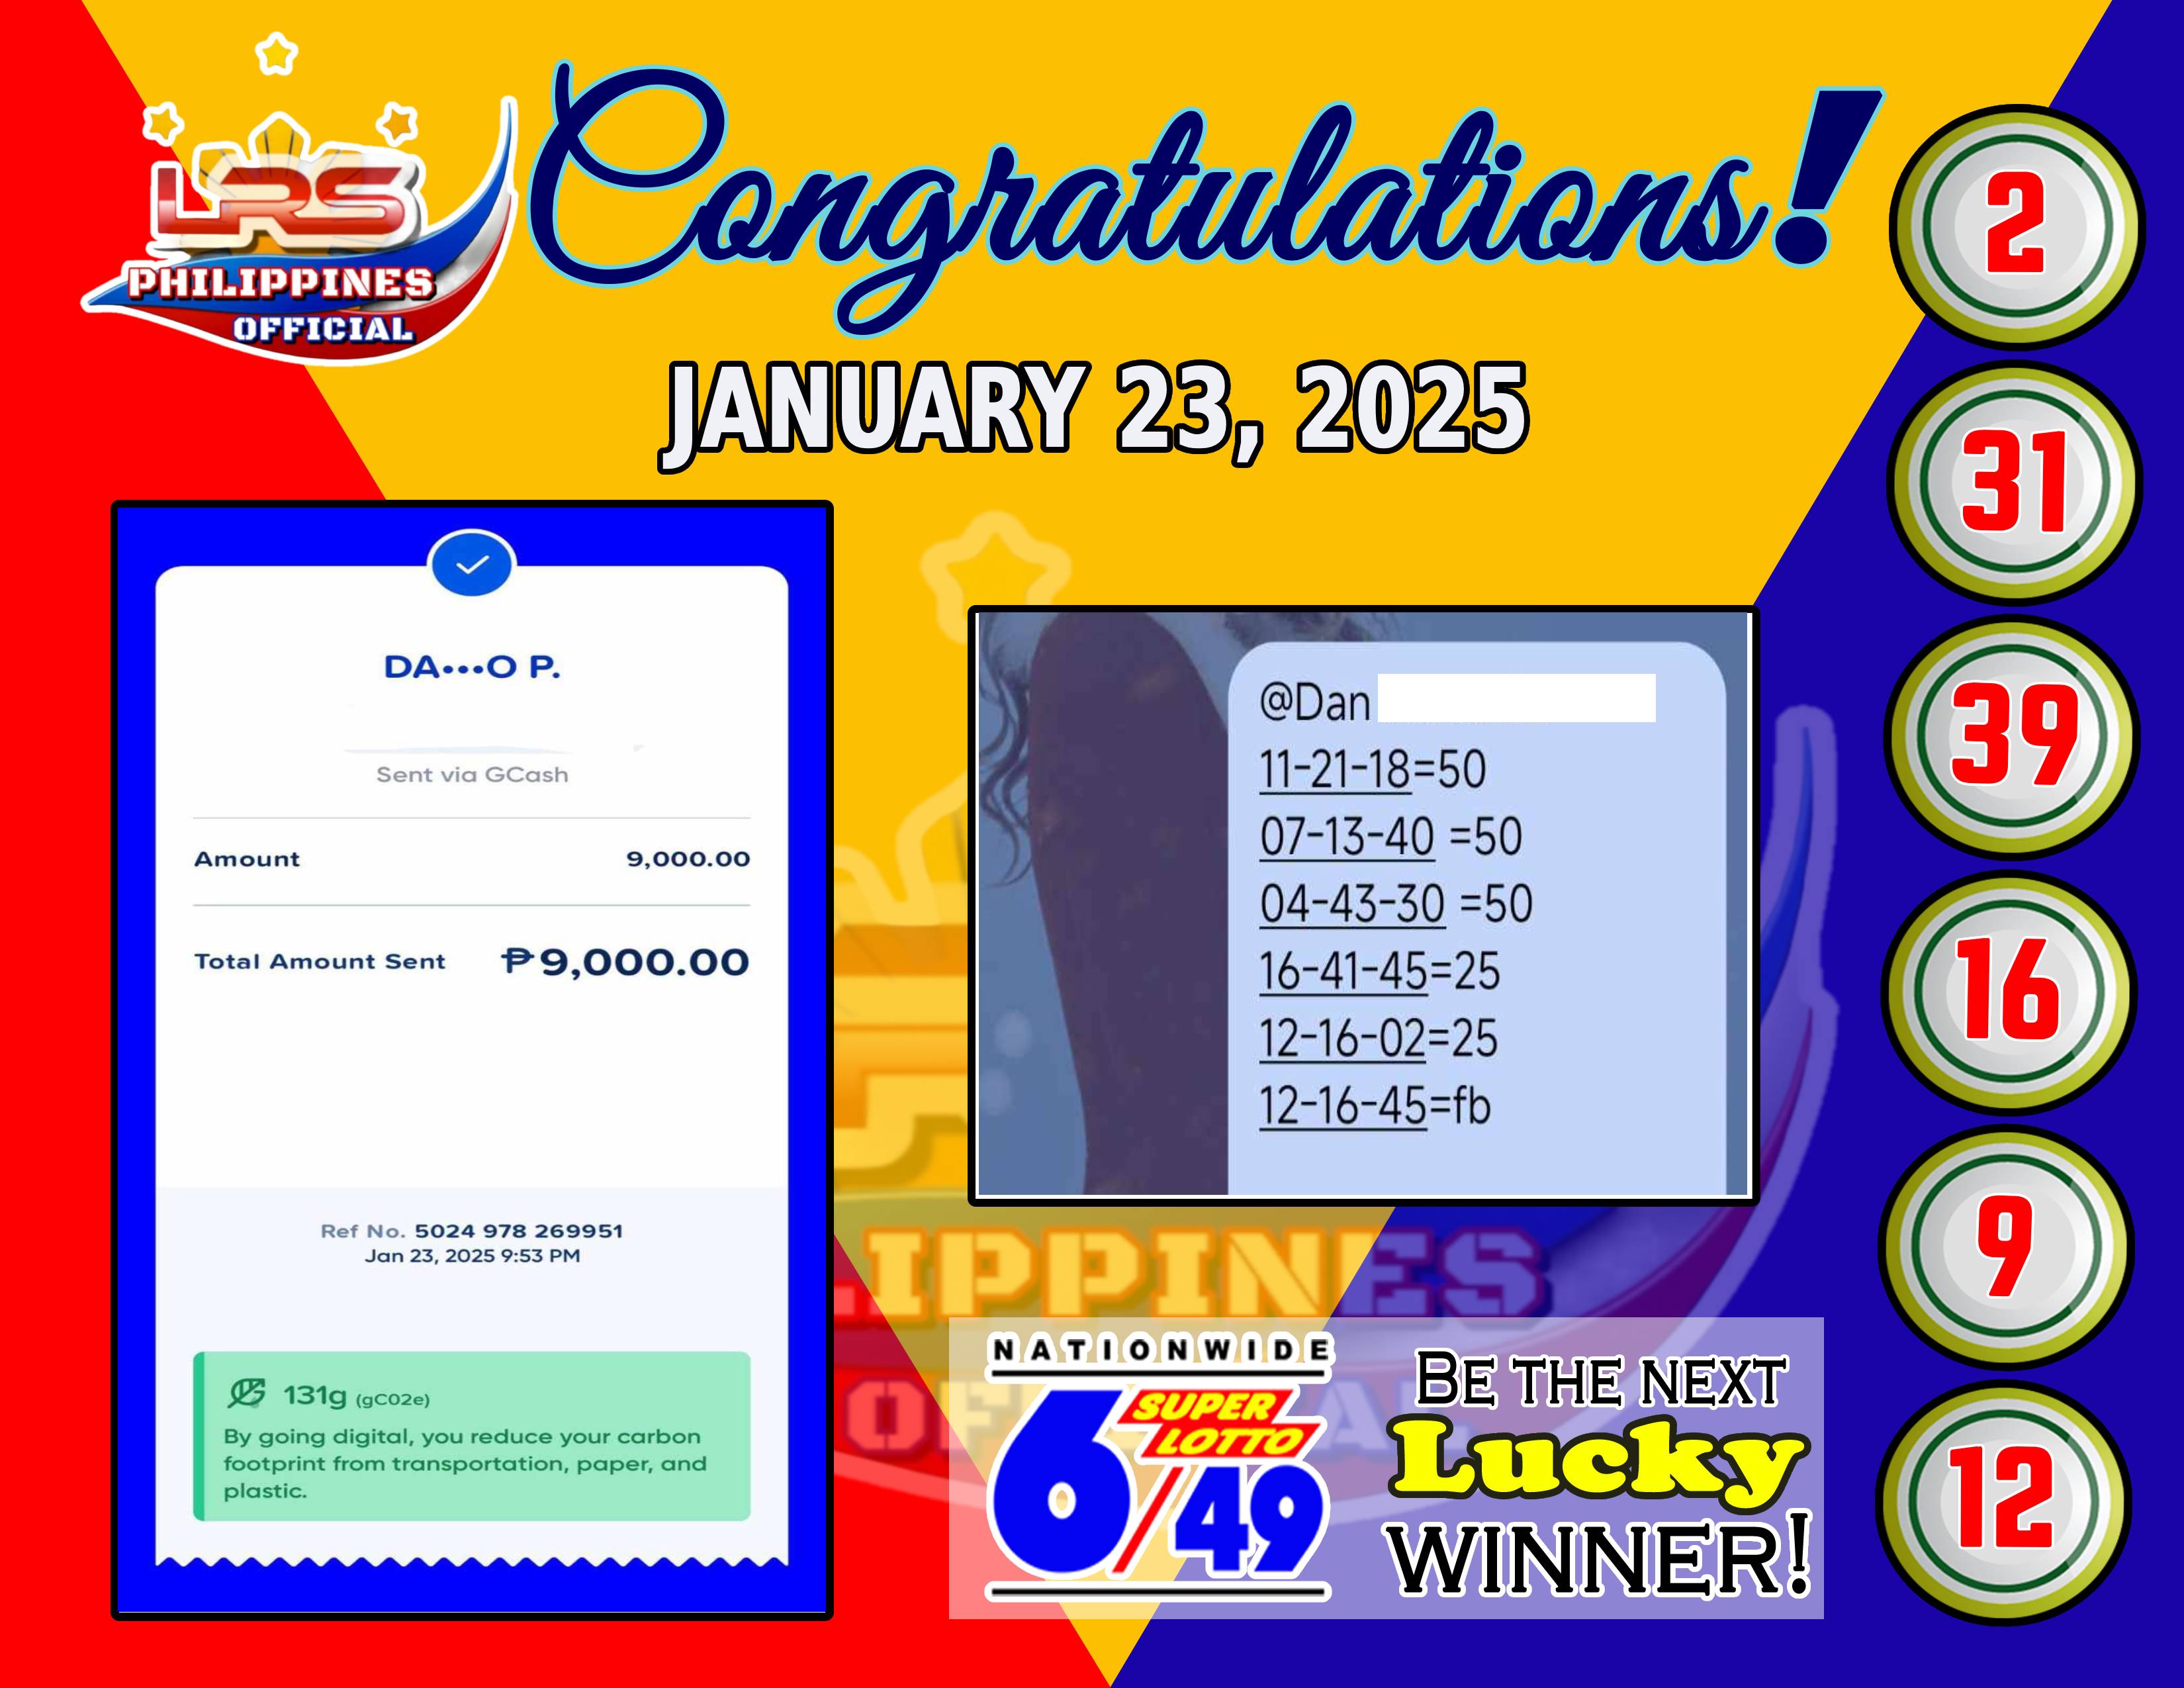 LRS
PHILIPPINES
OFFICIAL
Congratulations!
JANUARY 23, 2025
DA•••O P.
Sent via GCash
Amount 9,000.00
Total Amount Sent ₱9,000.00
Ref No. 5024 978 269951
Jan 23, 2025 9:53 PM
131g (gCO2e)
By going digital, you reduce your carbon
footprint from transportation, paper, and
plastic.
@Dan
11-21-18=50
07-13-40 =50
04-43-30 =50
16-41-45=25
12-16-02=25
12-16-45=fb
NATIONWIDE
SUPER
LOTTO
6/49
BE THE NEXT
Lucky
WINNER!
2
31
39
16
9
12